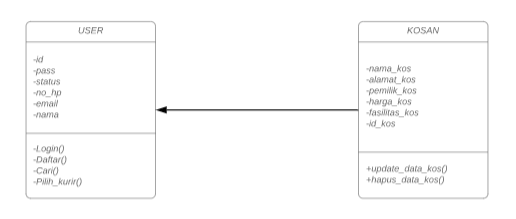 USER
-id
-pass
-status
-no_hp
-email
-nama
-Login()
-Daftar()
-Cari()
-Pilih_kurir()
KOSAN
-nama_kos
-alamat_kos
-pemilik_kos
-harga_kos
-fasilitas_kos
-id_kos
+update_data_kos()
+hapus_data_kos()